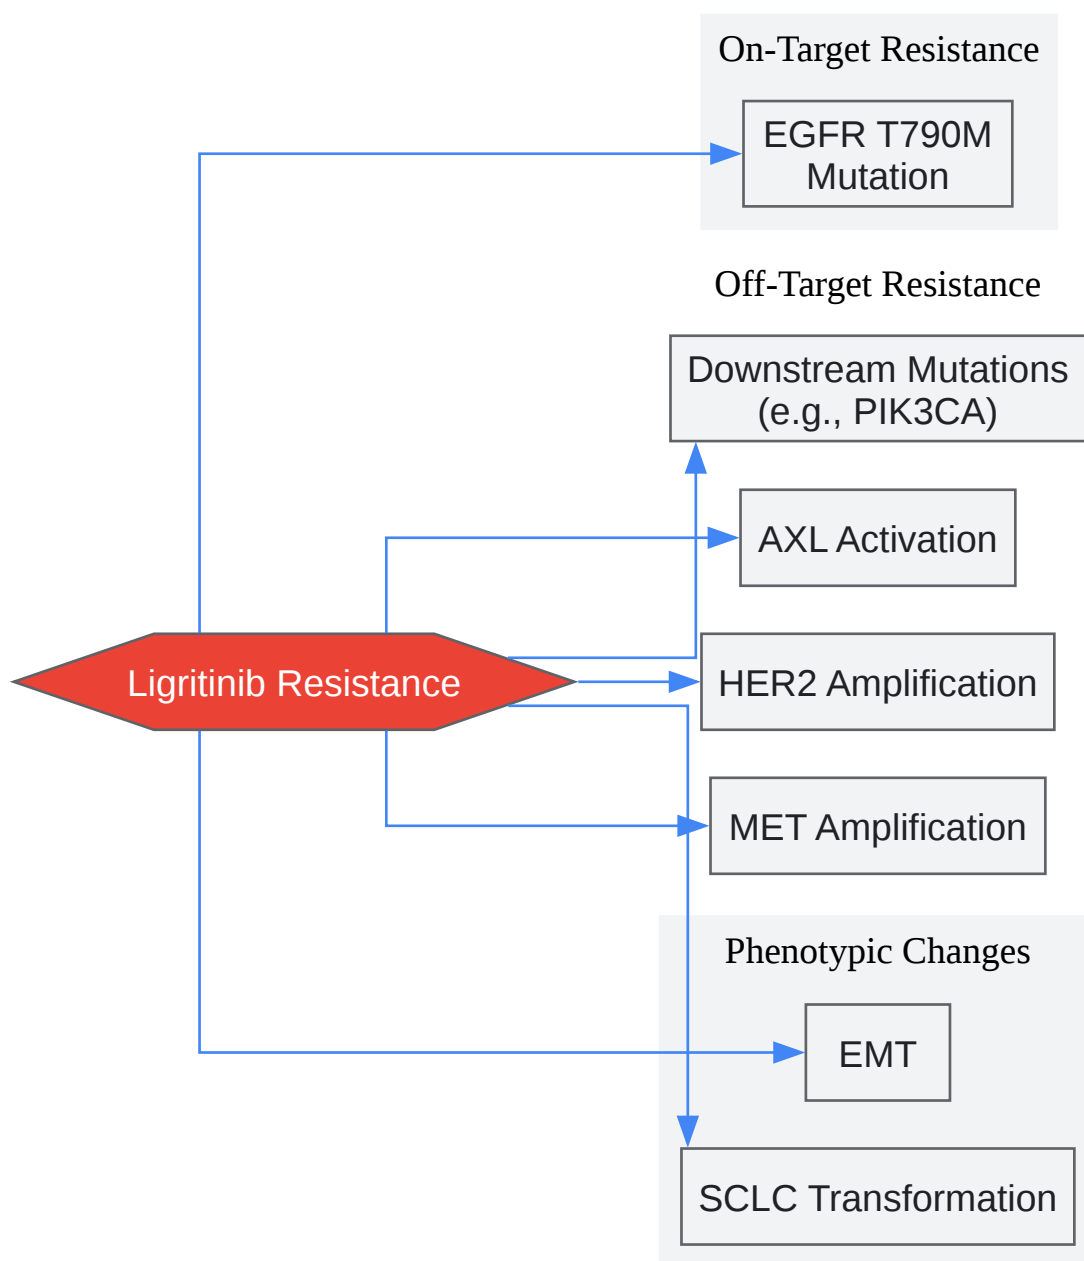 On-Target Resistance
EGFR T790M
Mutation
Off-Target Resistance
Downstream Mutations
(e.g., PIK3CA)
AXL Activation
Ligritinib Resistance
HER2 Amplification
MET Amplification
Phenotypic Changes
EMT
SCLC Transformation